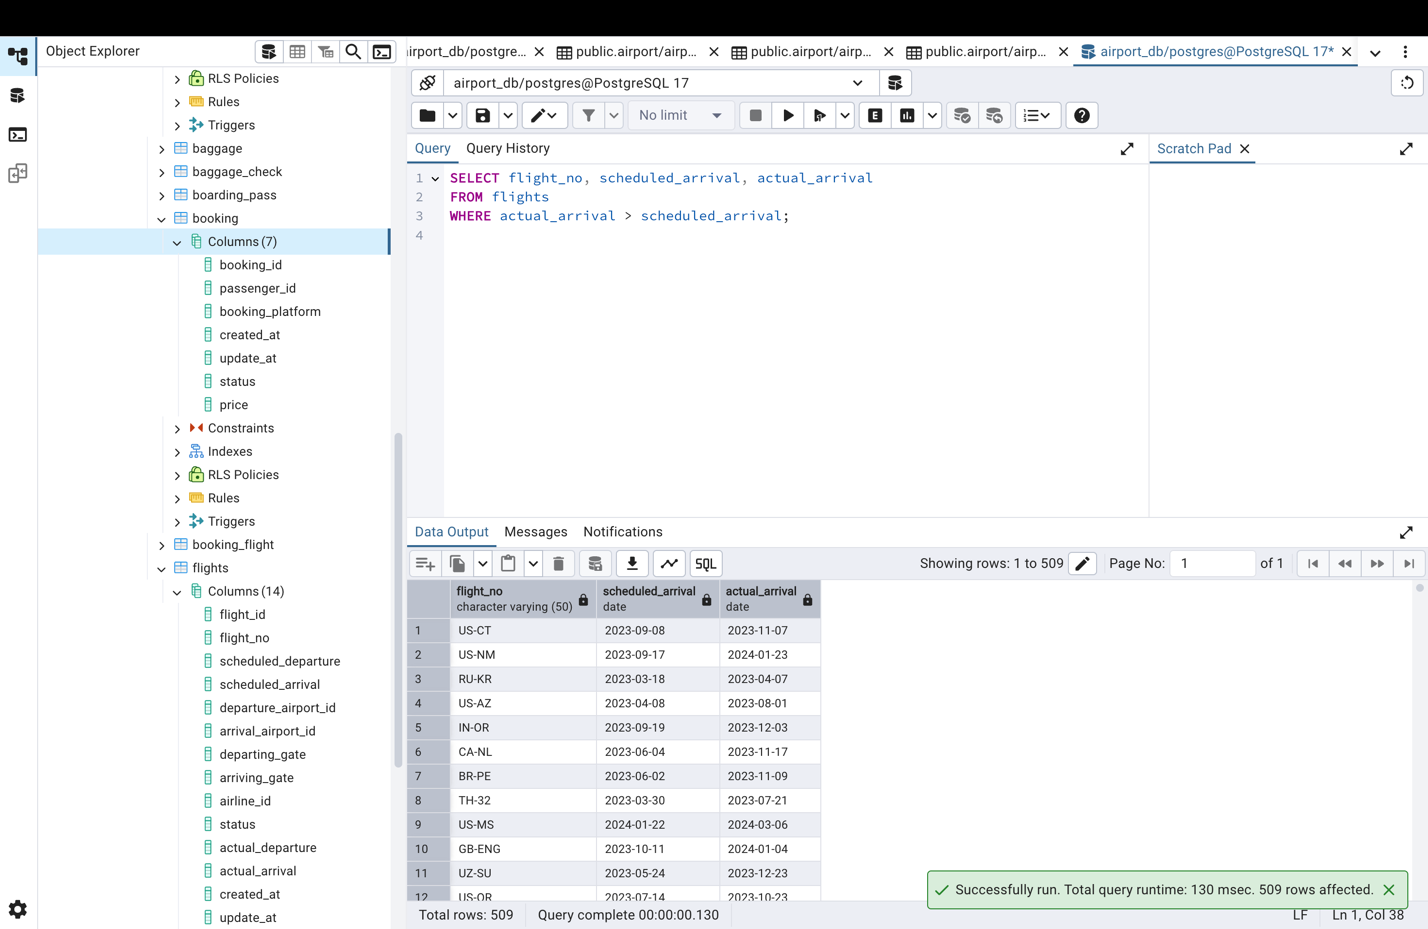 Object Explorer
RLS Policies
Rules
Triggers
baggage
baggage_check
boarding_pass
booking
Columns (7)
booking_id
passenger_id
booking_platform
created_at
update_at
status
price
Constraints
Indexes
RLS Policies
Rules
Triggers
booking_flight
flights
Columns (14)
flight_id
flight_no
scheduled_departure
scheduled_arrival
departure_airport_id
arrival_airport_id
departing_gate
arriving_gate
airline_id
status
actual_departure
actual_arrival
created_at
update_at
irport_db/postgre... public.airport/airp... public.airport/airp... public.airport/airp... airport_db/postgres@PostgreSQL 17*
airport_db/postgres@PostgreSQL 17
No limit
E
Query Query History
Scratch Pad
1 SELECT flight_no, scheduled_arrival, actual_arrival
2 FROM flights
3 WHERE actual_arrival > scheduled_arrival;
4
Data Output Messages Notifications
SQL Showing rows: 1 to 509 Page No: 1 of 1
flight_no scheduled_arrival actual_arrival
character varying (50) date date
1 US-CT 2023-09-08 2023-11-07
2 US-NM 2023-09-17 2024-01-23
3 RU-KR 2023-03-18 2023-04-07
4 US-AZ 2023-04-08 2023-08-01
5 IN-OR 2023-09-19 2023-12-03
6 CA-NL 2023-06-04 2023-11-17
7 BR-PE 2023-06-02 2023-11-09
8 TH-32 2023-03-30 2023-07-21
9 US-MS 2024-01-22 2024-03-06
10 GB-ENG 2023-10-11 2024-01-04
11 UZ-SU 2023-05-24 2023-12-23
12 US-OR 2023-07-14 2023-10-23
Successfully run. Total query runtime: 130 msec. 509 rows affected.
Total rows: 509 Query complete 00:00:00.130 LF Ln 1, Col 38